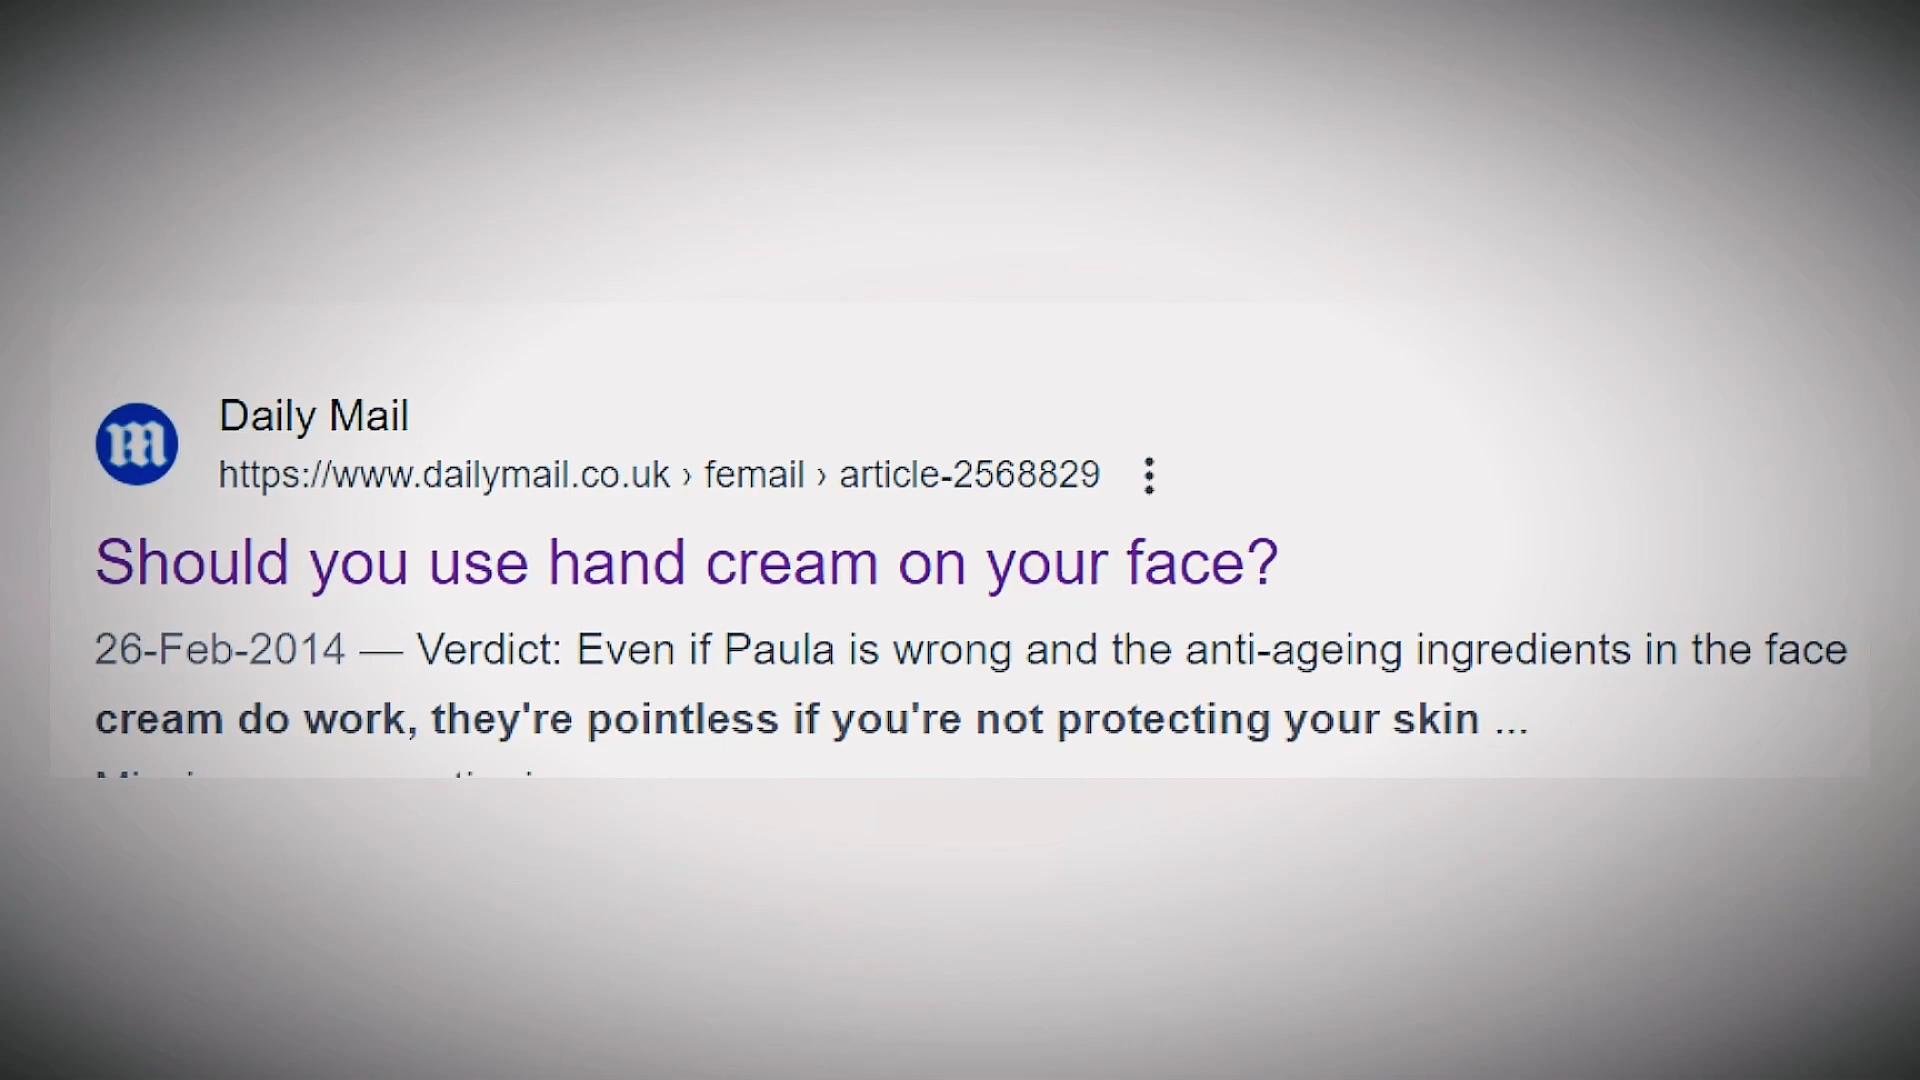 Daily Mail
https://www.dailymail.co.uk › femail › article-2568829
Should you use hand cream on your face?
26-Feb-2014 — Verdict: Even if Paula is wrong and the anti-ageing ingredients in the face
cream do work, they're pointless if you're not protecting your skin ...